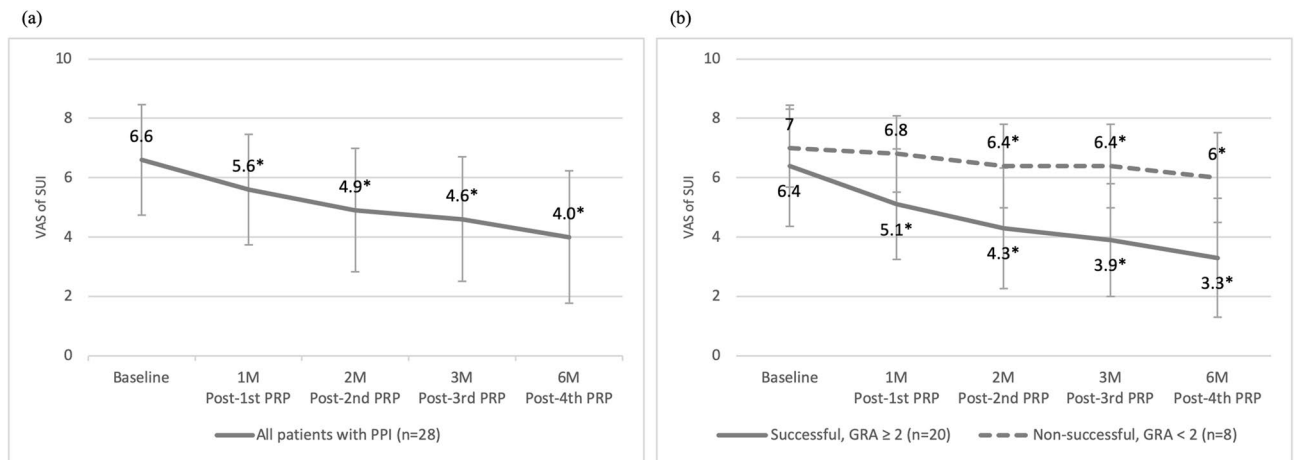 (a)
10
8
6
4
2
0
VAS of SUI
6.6
5.6*
4.9*
4.6*
4.0*
Baseline 1M 2M 3M 6M
Post-1st PRP Post-2nd PRP Post-3rd PRP Post-4th PRP
All patients with PPI (n=28)
(b)
10
8
6
4
2
0
VAS of SUI
7
6.8
6.4*
6.4*
6*
6.4
5.1*
4.3*
3.9*
3.3*
Baseline 1M 2M 3M 6M
Post-1st PRP Post-2nd PRP Post-3rd PRP Post-4th PRP
Successful, GRA ≥ 2 (n=20) Non-successful, GRA < 2 (n=8)